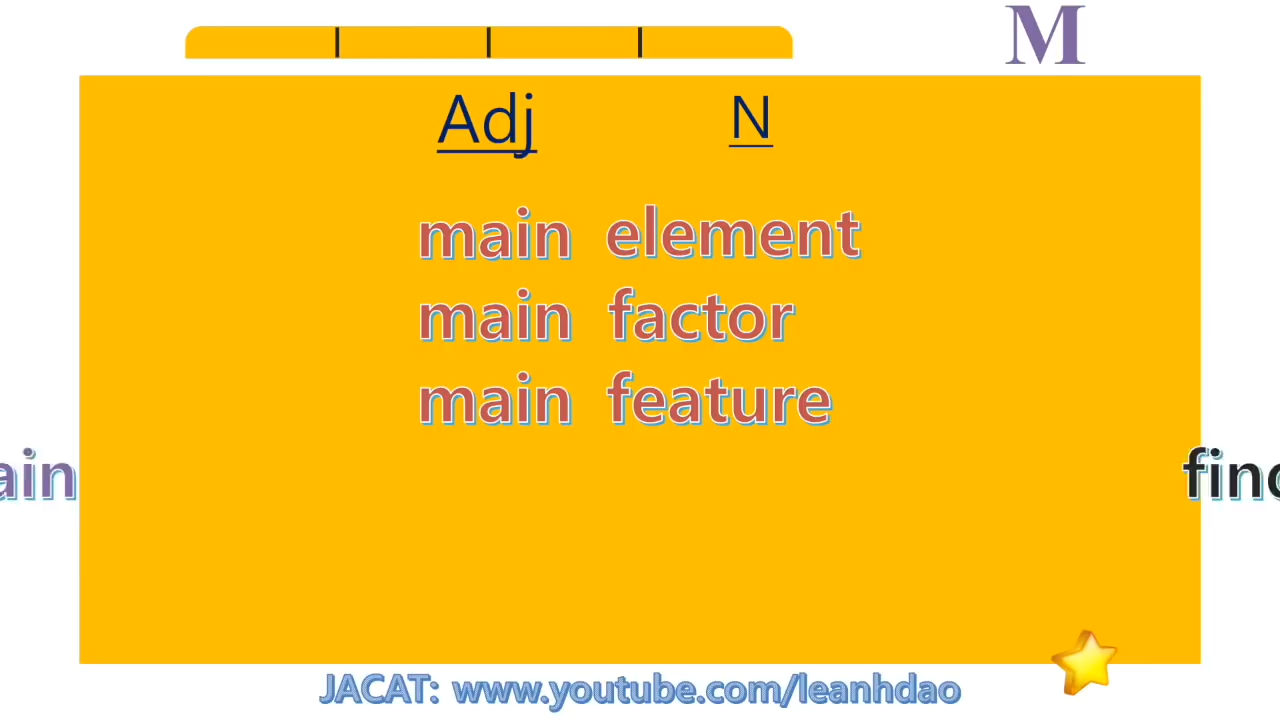 M
Adj N
main element
main factor
main feature
JACAT: www.youtube.com/leanhdao